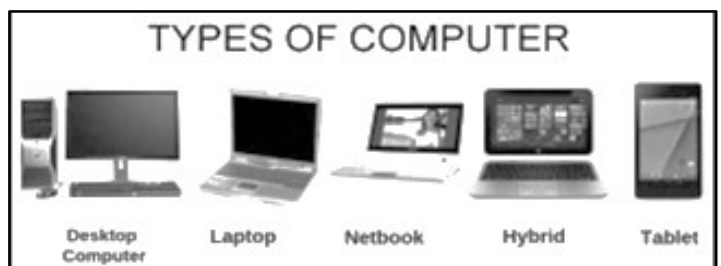 TYPES OF COMPUTER
Desktop Computer
Laptop
Netbook
Hybrid
Tablet